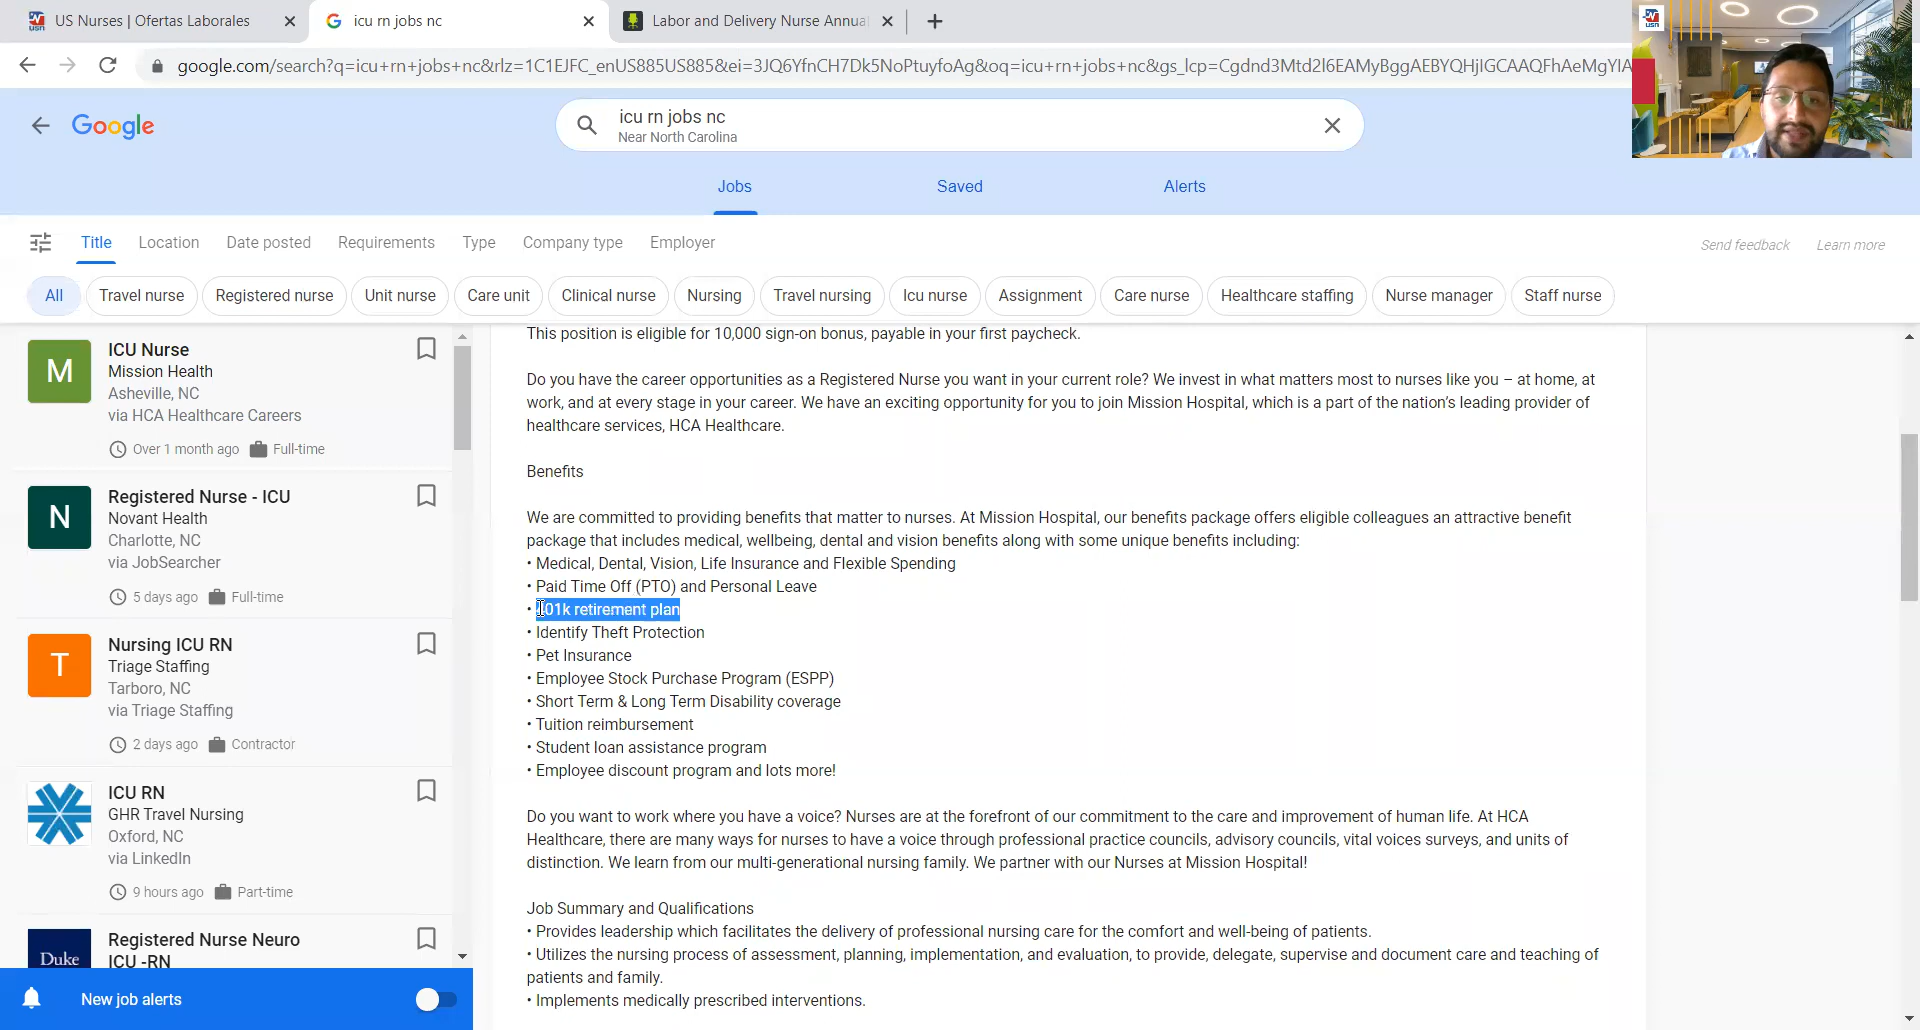 US Nurses | Ofertas Laborales
icu rn jobs nc
Labor and Delivery Nurse Annua
google.com/search?q=icu+rn+jobs+nc&rlz=1C1EJFC_enUS885US885&ei=3JQ6YfnCH7Dk5NoPtuyfoAg&oq=icu+rn+jobs+nc&gs_lcp=Cgdnd3Mtd2l6EAMyBggAEBYQHjIGCAAQFhAeMgYIA
Google
icu rn jobs nc
Near North Carolina
Jobs
Saved
Alerts
Title
Location
Date posted
Requirements
Type
Company type
Employer
Send feedback
Learn more
All
Travel nurse
Registered nurse
Unit nurse
Care unit
Clinical nurse
Nursing
Travel nursing
Icu nurse
Assignment
Care nurse
Healthcare staffing
Nurse manager
Staff nurse
M
ICU Nurse
Mission Health
Asheville, NC
via HCA Healthcare Careers
Over 1 month ago
Full-time
N
Registered Nurse - ICU
Novant Health
Charlotte, NC
via JobSearcher
5 days ago
Full-time
T
Nursing ICU RN
Triage Staffing
Tarboro, NC
via Triage Staffing
2 days ago
Contractor
ICU RN
GHR Travel Nursing
Oxford, NC
via LinkedIn
9 hours ago
Part-time
Duke
Registered Nurse Neuro
ICU -RN
New job alerts
This position is eligible for 10,000 sign-on bonus, payable in your first paycheck.
Do you have the career opportunities as a Registered Nurse you want in your current role? We invest in what matters most to nurses like you – at home, at
work, and at every stage in your career. We have an exciting opportunity for you to join Mission Hospital, which is a part of the nation's leading provider of
healthcare services, HCA Healthcare.
Benefits
We are committed to providing benefits that matter to nurses. At Mission Hospital, our benefits package offers eligible colleagues an attractive benefit
package that includes medical, wellbeing, dental and vision benefits along with some unique benefits including:
• Medical, Dental, Vision, Life Insurance and Flexible Spending
• Paid Time Off (PTO) and Personal Leave
• 401k retirement plan
• Identify Theft Protection
• Pet Insurance
• Employee Stock Purchase Program (ESPP)
• Short Term & Long Term Disability coverage
• Tuition reimbursement
• Student loan assistance program
• Employee discount program and lots more!
Do you want to work where you have a voice? Nurses are at the forefront of our commitment to the care and improvement of human life. At HCA
Healthcare, there are many ways for nurses to have a voice through professional practice councils, advisory councils, vital voices surveys, and units of
distinction. We learn from our multi-generational nursing family. We partner with our Nurses at Mission Hospital!
Job Summary and Qualifications
• Provides leadership which facilitates the delivery of professional nursing care for the comfort and well-being of patients.
• Utilizes the nursing process of assessment, planning, implementation, and evaluation, to provide, delegate, supervise and document care and teaching of
patients and family.
• Implements medically prescribed interventions.